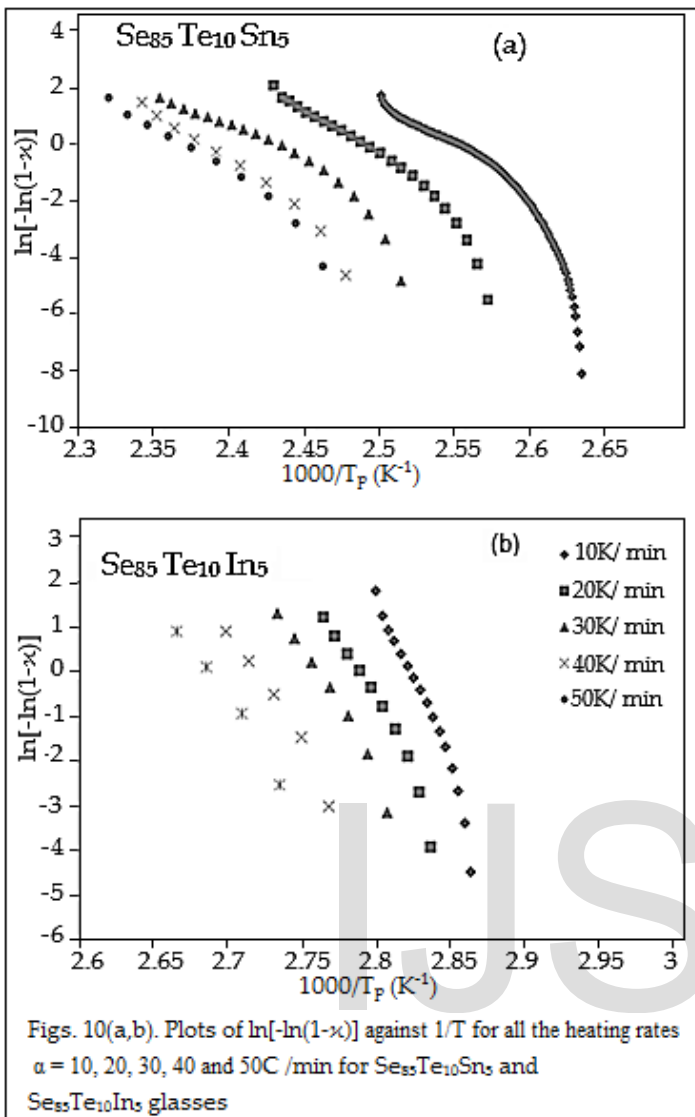 Se85 Te10 Sn5
(a)
4
2
0
-2
-4
-6
-8
-10
ln[-ln(1-ϰ)]
2.3 2.35 2.4 2.45 2.5 2.55 2.6 2.65
1000/TP (K-1)
Se85 Te10 In5
(b)
10K/ min
20K/ min
30K/ min
40K/ min
50K/ min
3
2
1
0
-1
-2
-3
-4
-5
-6
ln[-ln(1-ϰ)]
2.6 2.65 2.7 2.75 2.8 2.85 2.9 2.95 3
1000/TP (K-1)
IJS
Figs. 10(a,b). Plots of ln[-ln(1-ϰ)] against 1/T for all the heating rates
α = 10, 20, 30, 40 and 50C /min for Se85Te10Sn5 and
Se85Te10In5 glasses